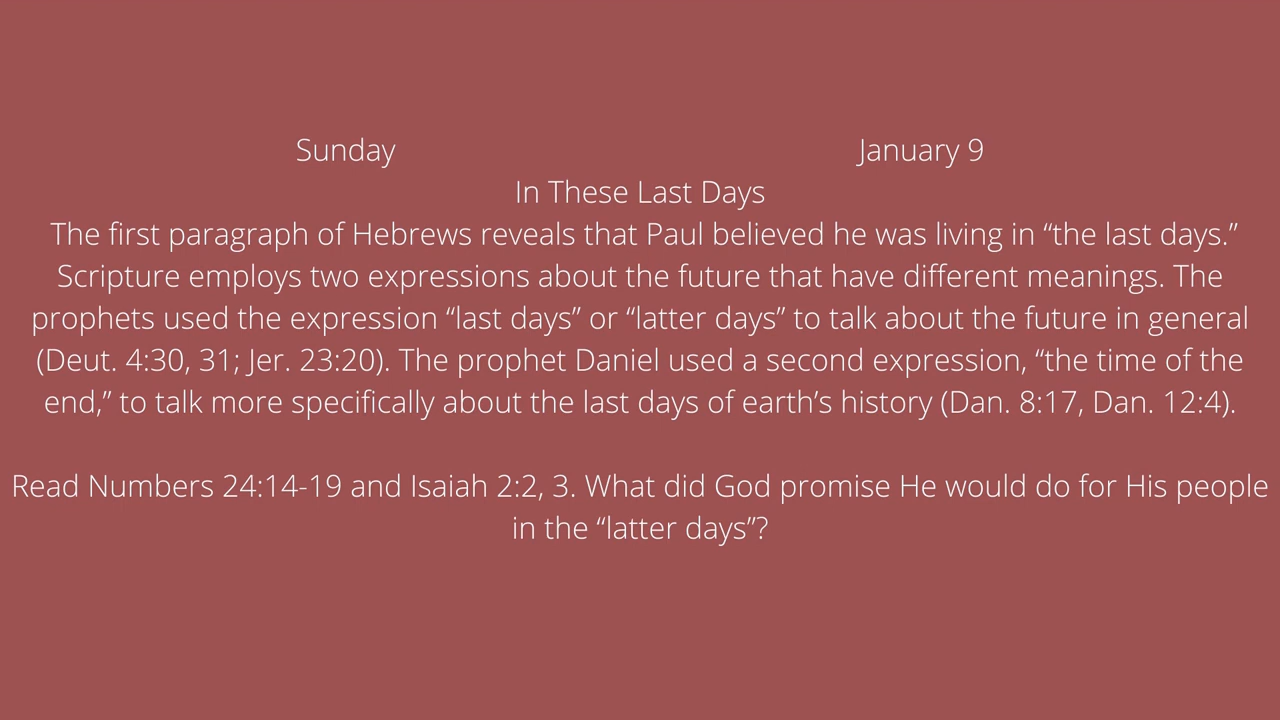 Sunday January 9
In These Last Days
The first paragraph of Hebrews reveals that Paul believed he was living in “the last days.”
Scripture employs two expressions about the future that have different meanings. The
prophets used the expression “last days” or “latter days” to talk about the future in general
(Deut. 4:30, 31; Jer. 23:20). The prophet Daniel used a second expression, “the time of the
end,” to talk more specifically about the last days of earth’s history (Dan. 8:17, Dan. 12:4).
Read Numbers 24:14-19 and Isaiah 2:2, 3. What did God promise He would do for His people
in the “latter days”?